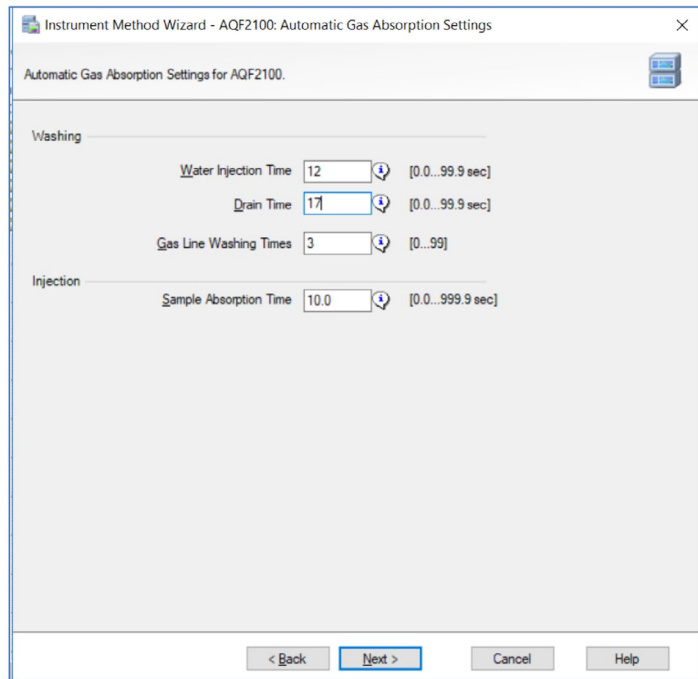 Instrument Method Wizard - AQF2100: Automatic Gas Absorption Settings
Automatic Gas Absorption Settings for AQF2100.
Washing
Water Injection Time 12 [0.0...99.9 sec]
Drain Time 17 [0.0...99.9 sec]
Gas Line Washing Times 3 [0...99]
Injection
Sample Absorption Time 10.0 [0.0...999.9 sec]
< Back Next > Cancel Help